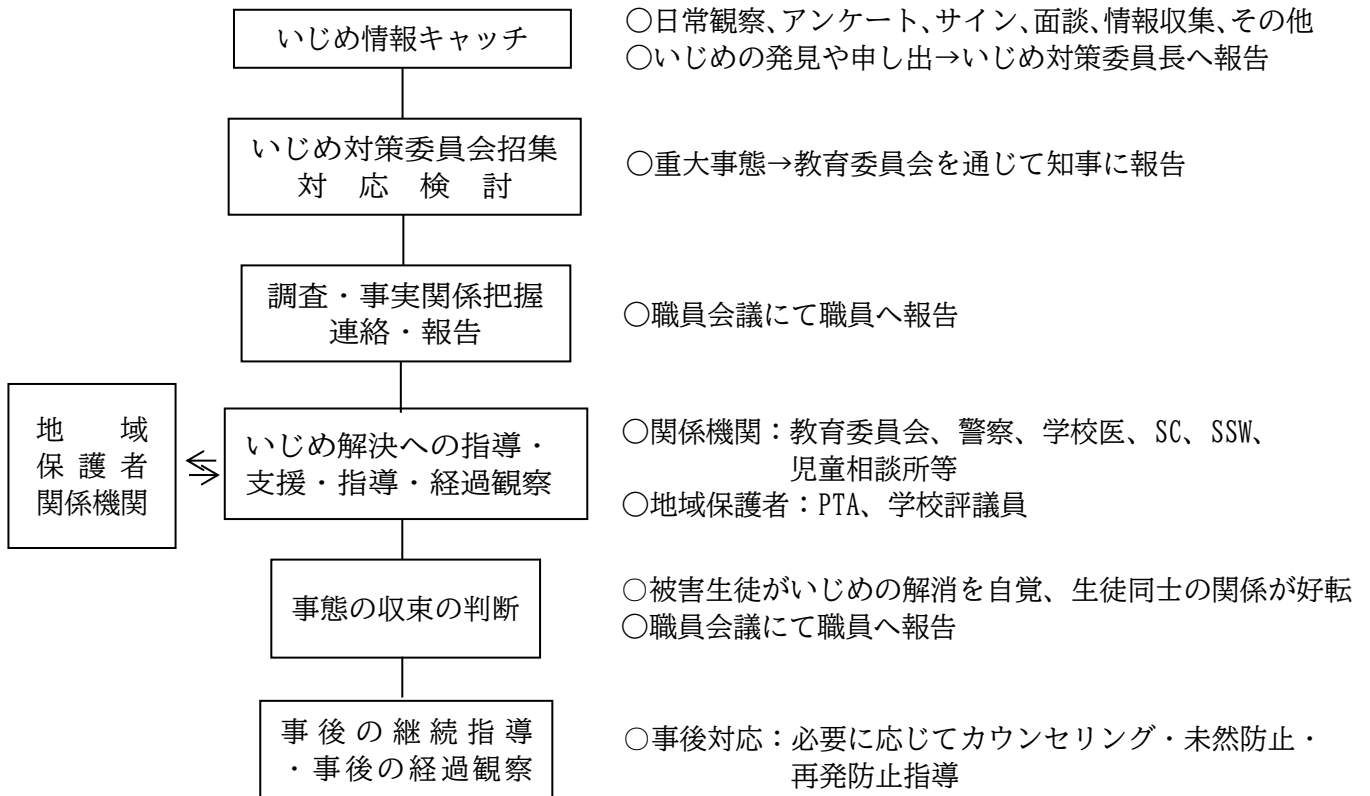 いじめ情報キャッチ
○日常観察、アンケート、サイン、面談、情報収集、その他
○いじめの発見や申し出→いじめ対策委員長へ報告
いじめ対策委員会招集
対 応 検 討
○重大事態→教育委員会を通じて知事に報告
調査・事実関係把握
連絡・報告
○職員会議にて職員へ報告
地 域
保 護 者
関係機関
いじめ解決への指導・
支援・指導・経過観察
○関係機関：教育委員会、警察、学校医、SC、SSW、
児童相談所等
○地域保護者：PTA、学校評議員
事態の収束の判断
○被害生徒がいじめの解消を自覚、生徒同士の関係が好転
○職員会議にて職員へ報告
事 後 の 継 続 指 導
・事後の経過観察
○事後対応：必要に応じてカウンセリング・未然防止・
再発防止指導